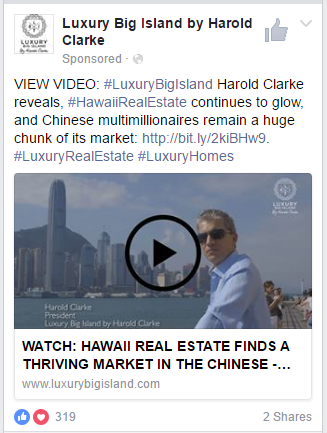 Luxury Big Island by Harold
Clarke
Sponsored ·
VIEW VIDEO: #LuxuryBigIsland Harold Clarke
reveals, #HawaiiRealEstate continues to glow,
and Chinese multimillionaires remain a huge
chunk of its market: http://bit.ly/2kiBHw9.
#LuxuryRealEstate #LuxuryHomes
LUXURY
BIG ISLAND
By Harold Clarke
Harold Clarke
President
Luxury Big Island by Harold Clarke
WATCH: HAWAII REAL ESTATE FINDS A
THRIVING MARKET IN THE CHINESE -...
www.luxurybigisland.com
319
2 Shares